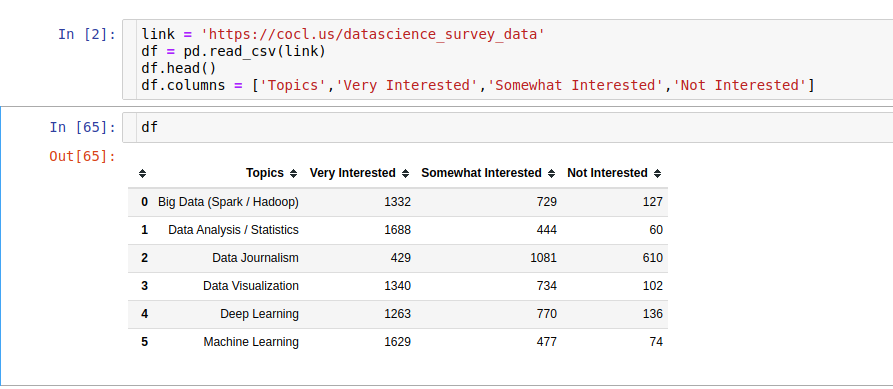 In [2]: link = 'https://cocl.us/datascience_survey_data'
df = pd.read_csv(link)
df.head()
df.columns = ['Topics','Very Interested','Somewhat Interested','Not Interested']
In [65]: df
Out[65]:
Topics Very Interested Somewhat Interested Not Interested
0 Big Data (Spark / Hadoop) 1332 729 127
1 Data Analysis / Statistics 1688 444 60
2 Data Journalism 429 1081 610
3 Data Visualization 1340 734 102
4 Deep Learning 1263 770 136
5 Machine Learning 1629 477 74